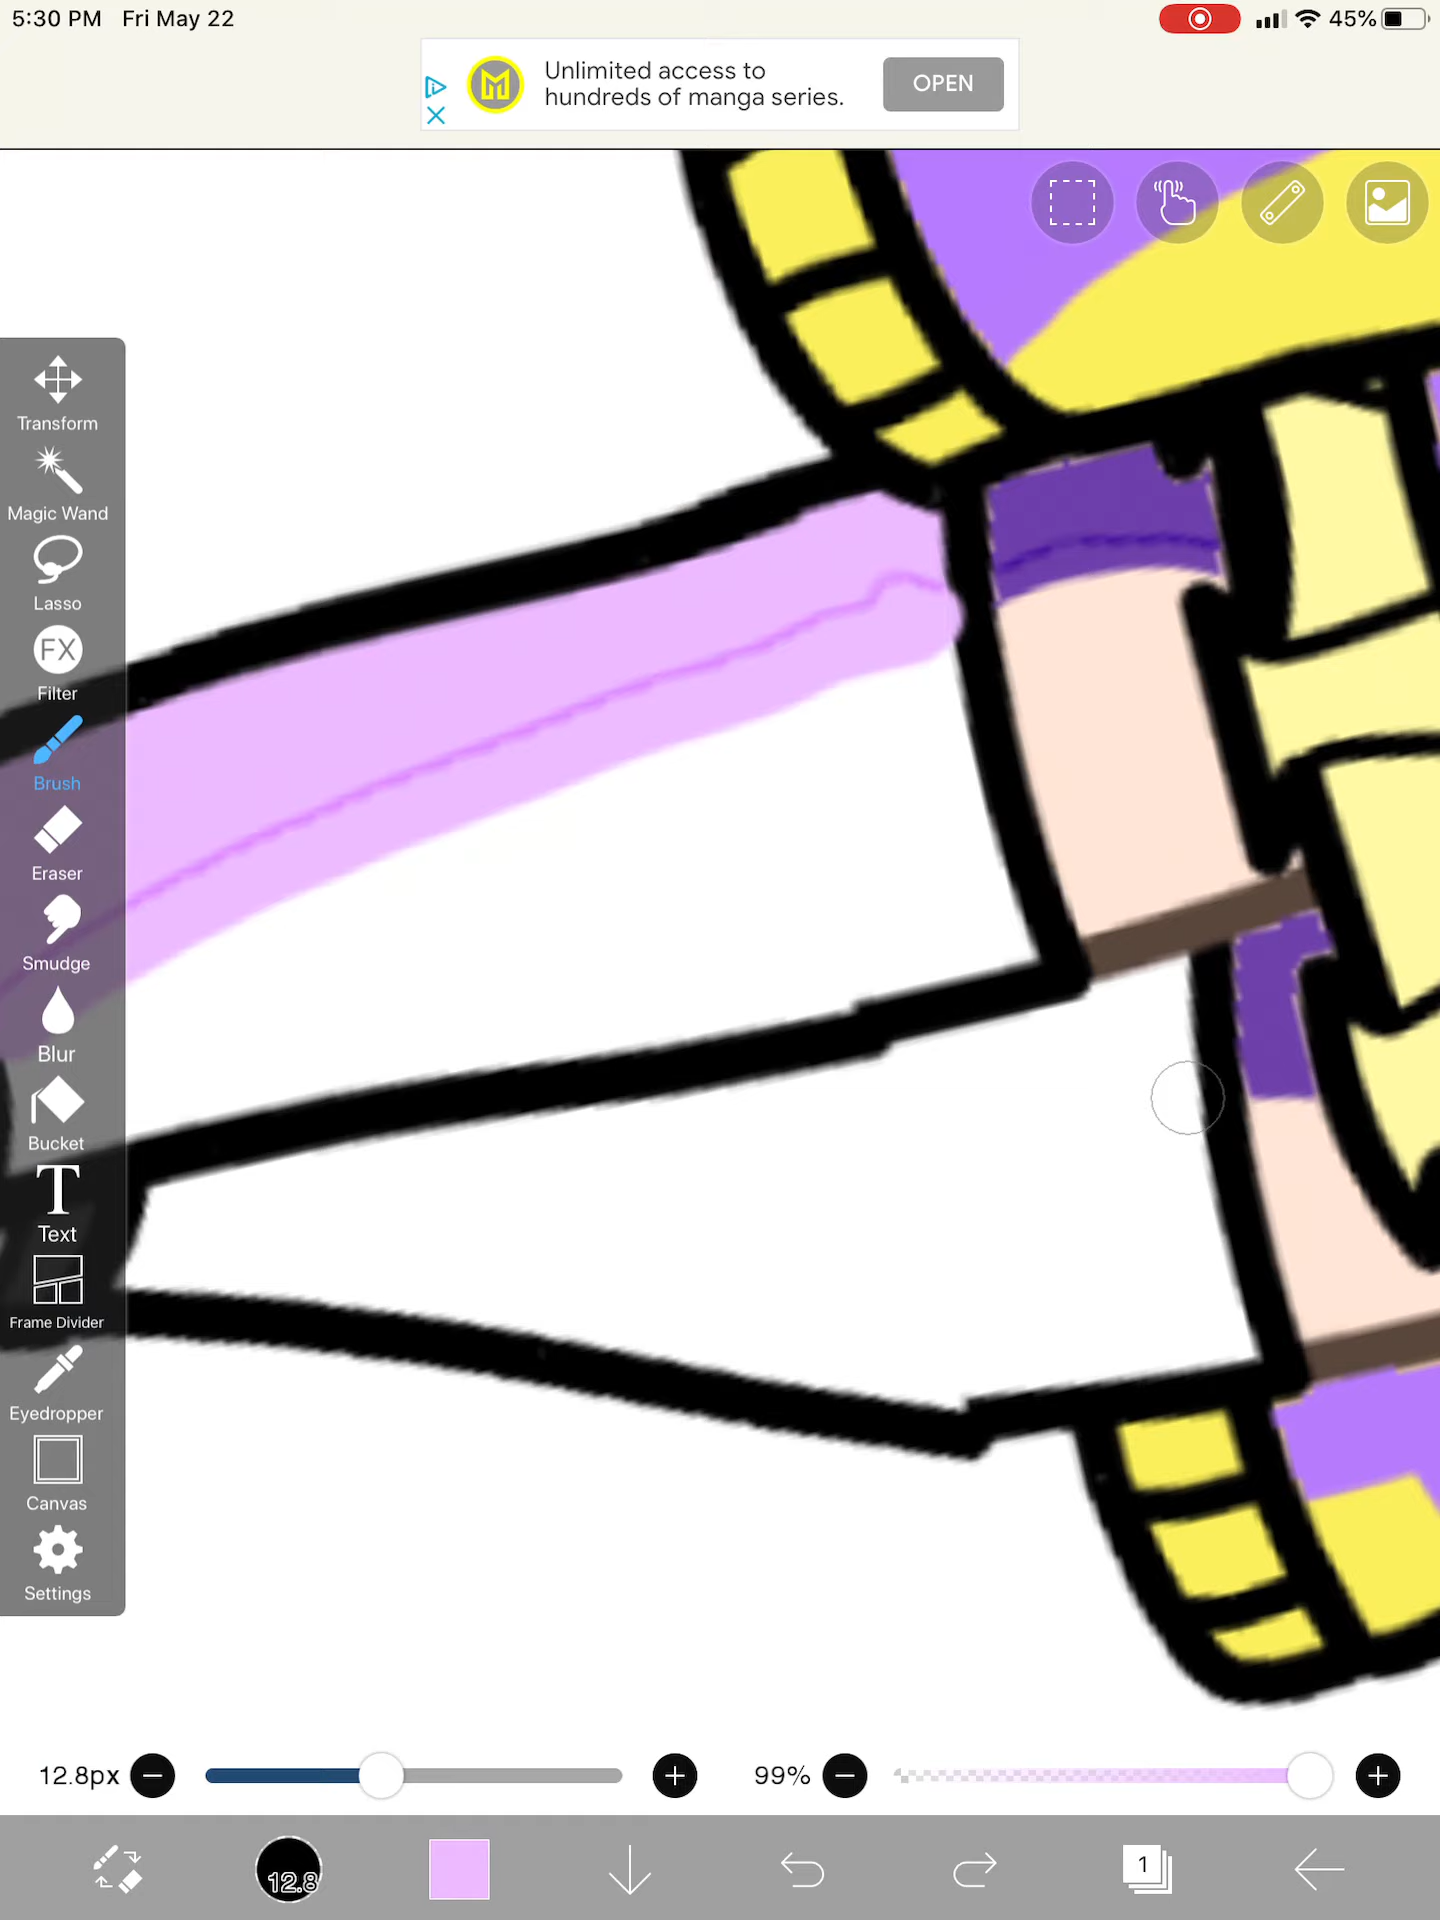 5:30 PM Fri May 22
45%
Unlimited access to
hundreds of manga series.
OPEN
Transform
Magic Wand
Lasso
FX
Filter
Brush
Eraser
Smudge
Blur
Bucket
T
Text
Frame Divider
Eyedropper
Canvas
Settings
12.8px
99%
12.8
1